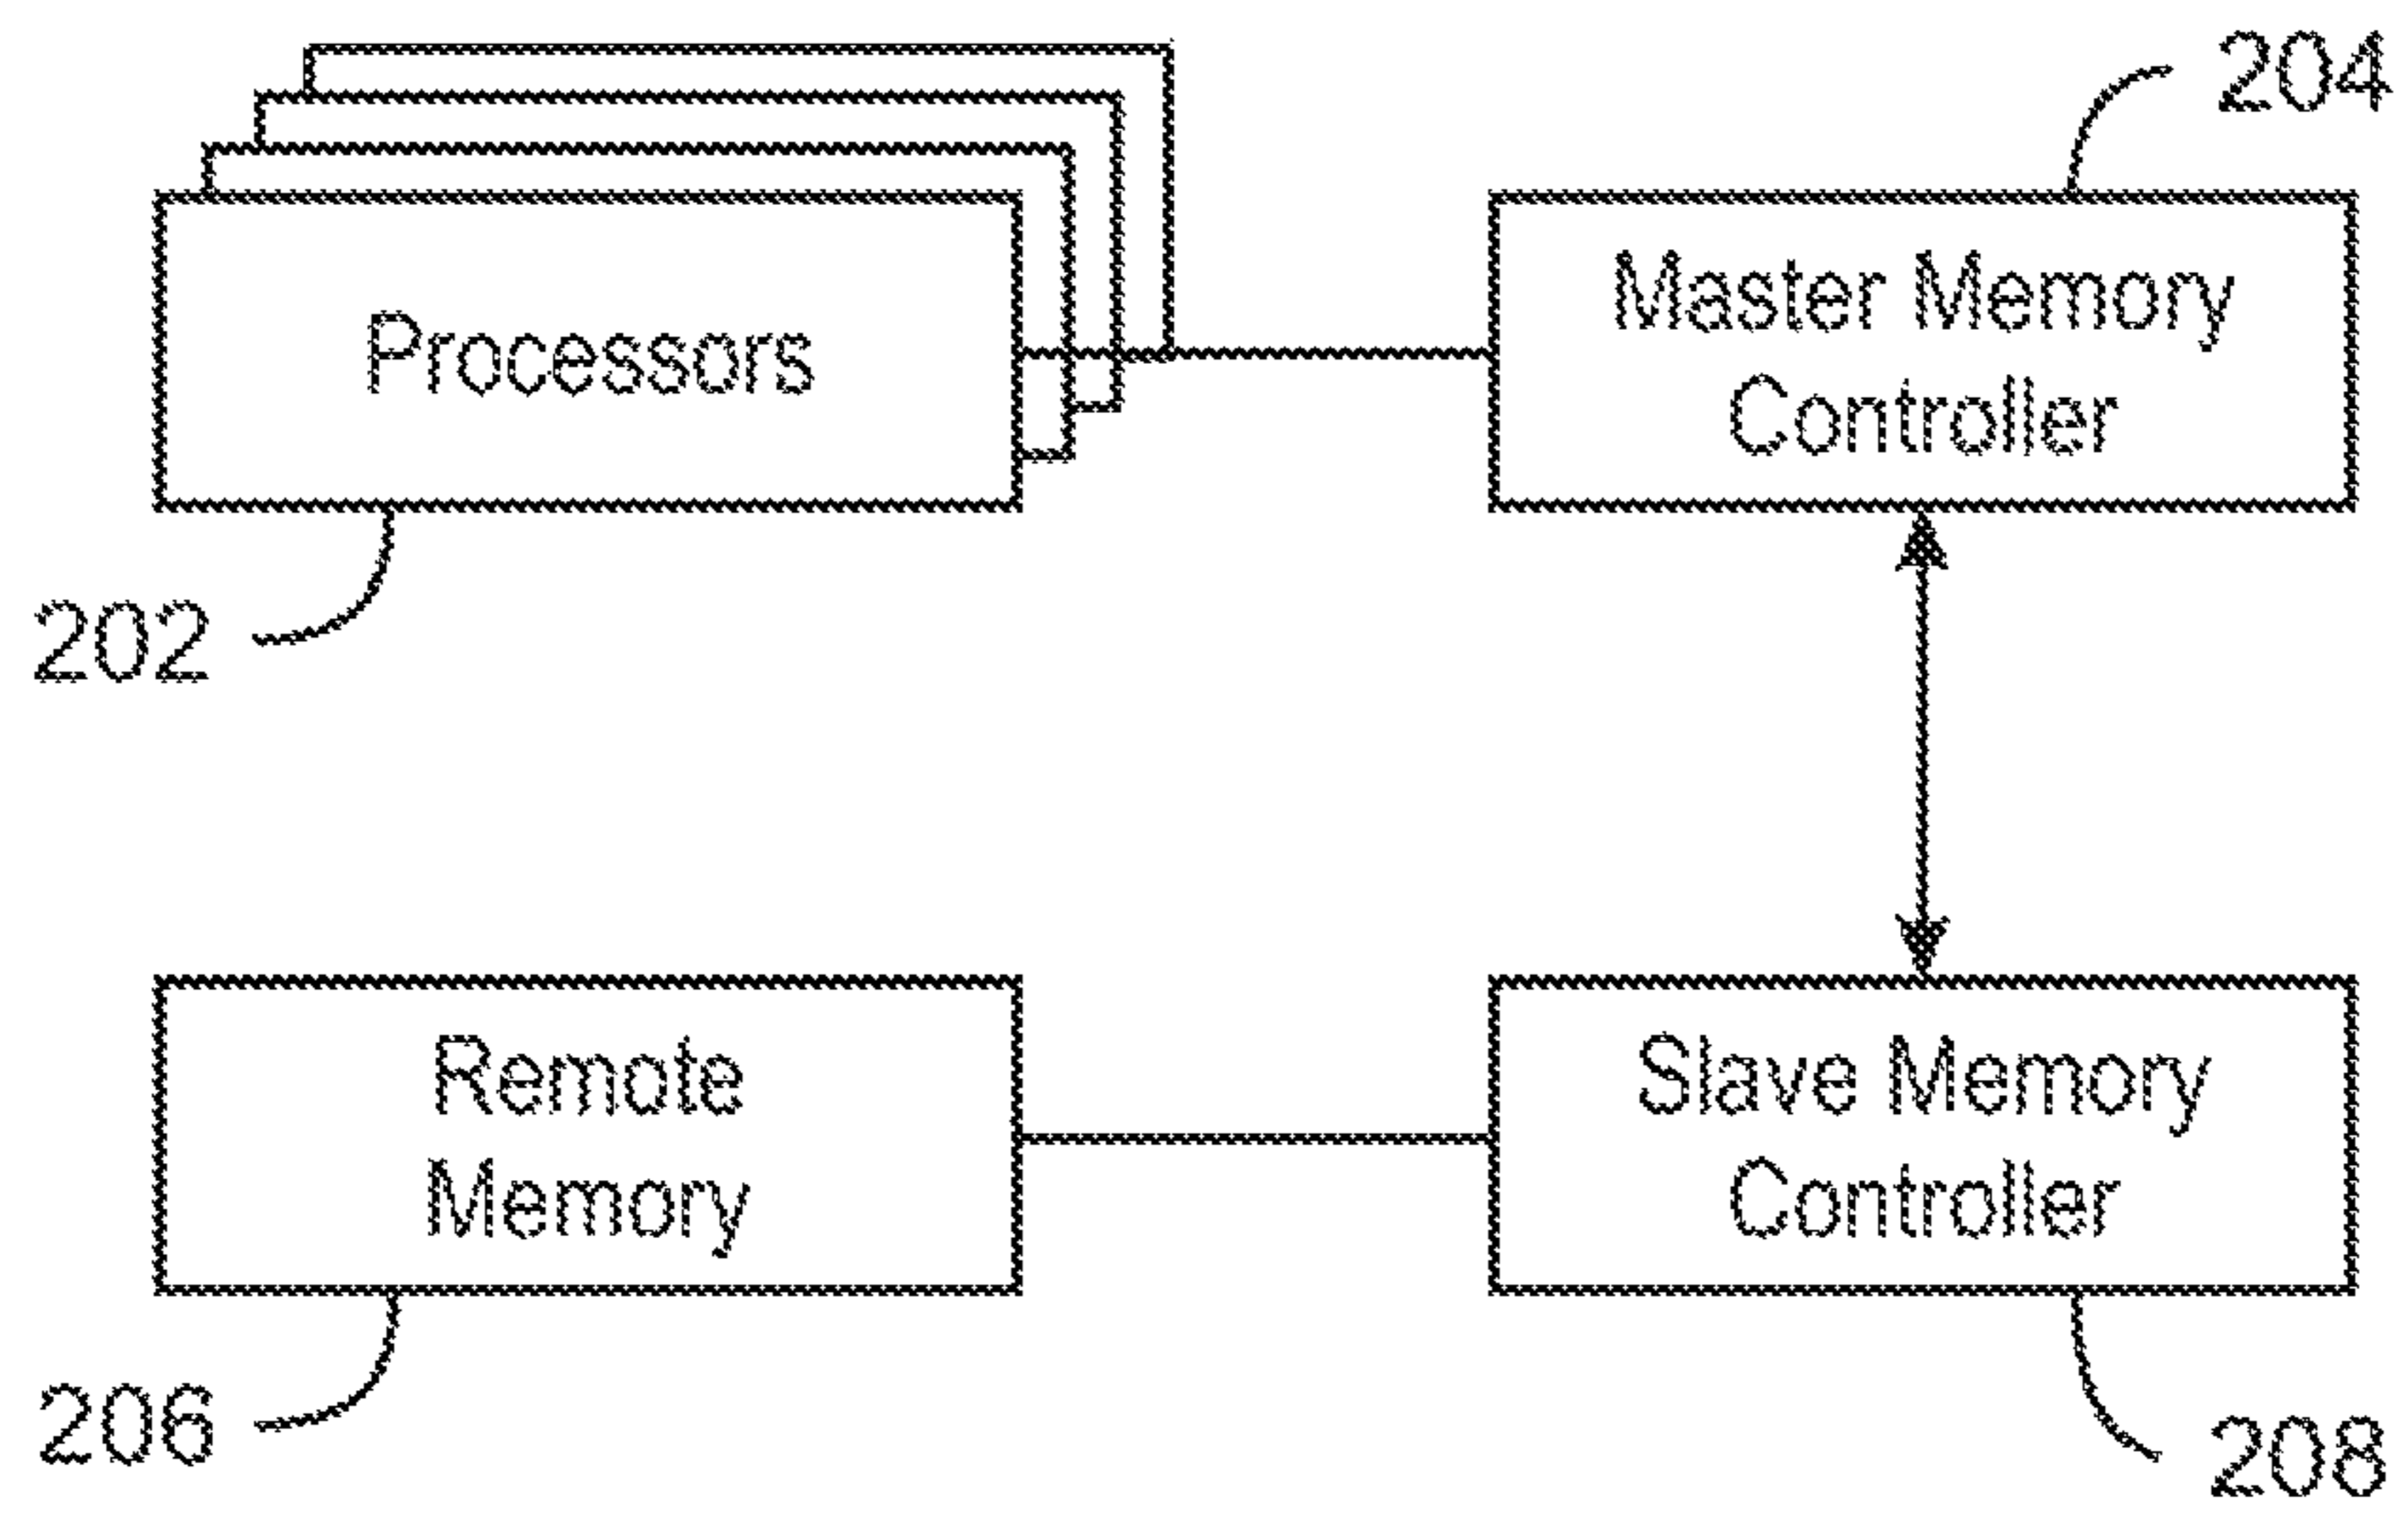 204
Processors
Master Memory
Controller
202
Remote
Memory
Slave Memory
Controller
206
208